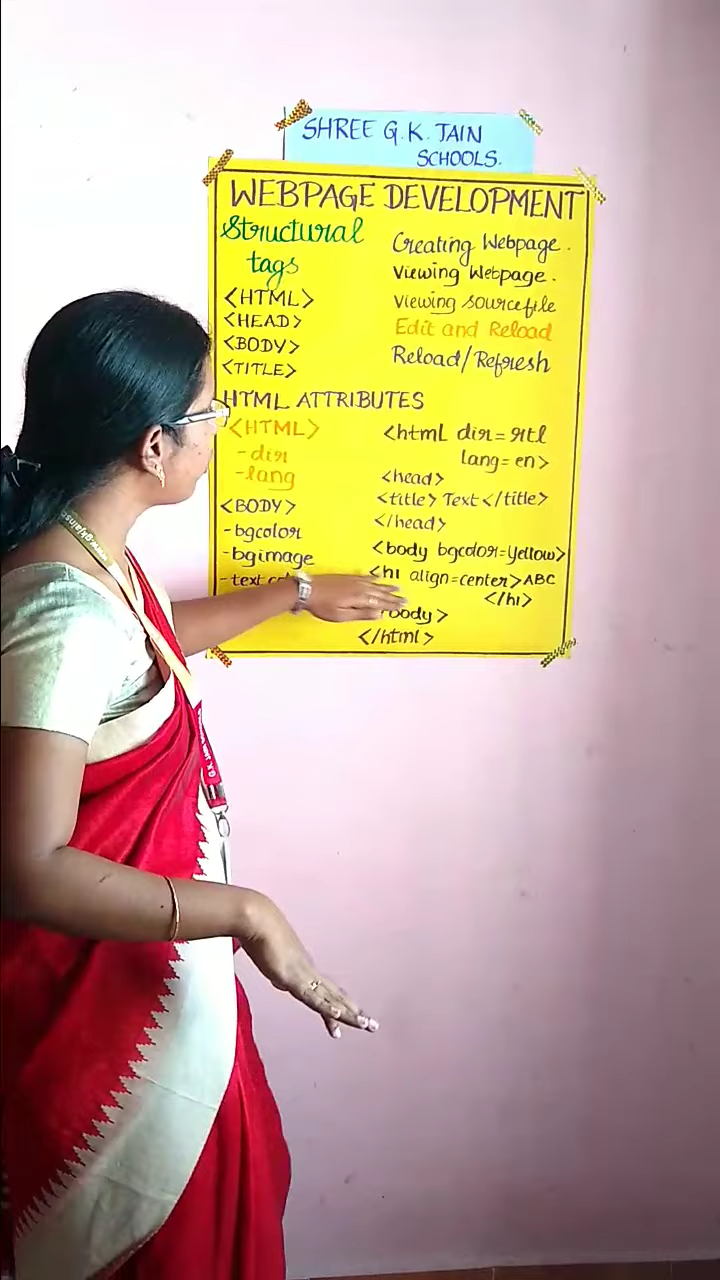 SHREE G.K. JAIN
SCHOOLS.
WEBPAGE DEVELOPMENT
Structural
tags
<HTML>
<HEAD>
<BODY>
<TITLE>
Creating Webpage.
Viewing Webpage.
Viewing sourcefile
Edit and Reload
Reload/Refresh
HTML ATTRIBUTES
<HTML>
-dir
-lang
<BODY>
-bgcolor
-bgimage
-text
<html dir=rtl
lang=en>
<head>
<title> Text </title>
</head>
<body bgcolor=yellow>
<h1 align=center>ABC
</h1>
body>
</html>